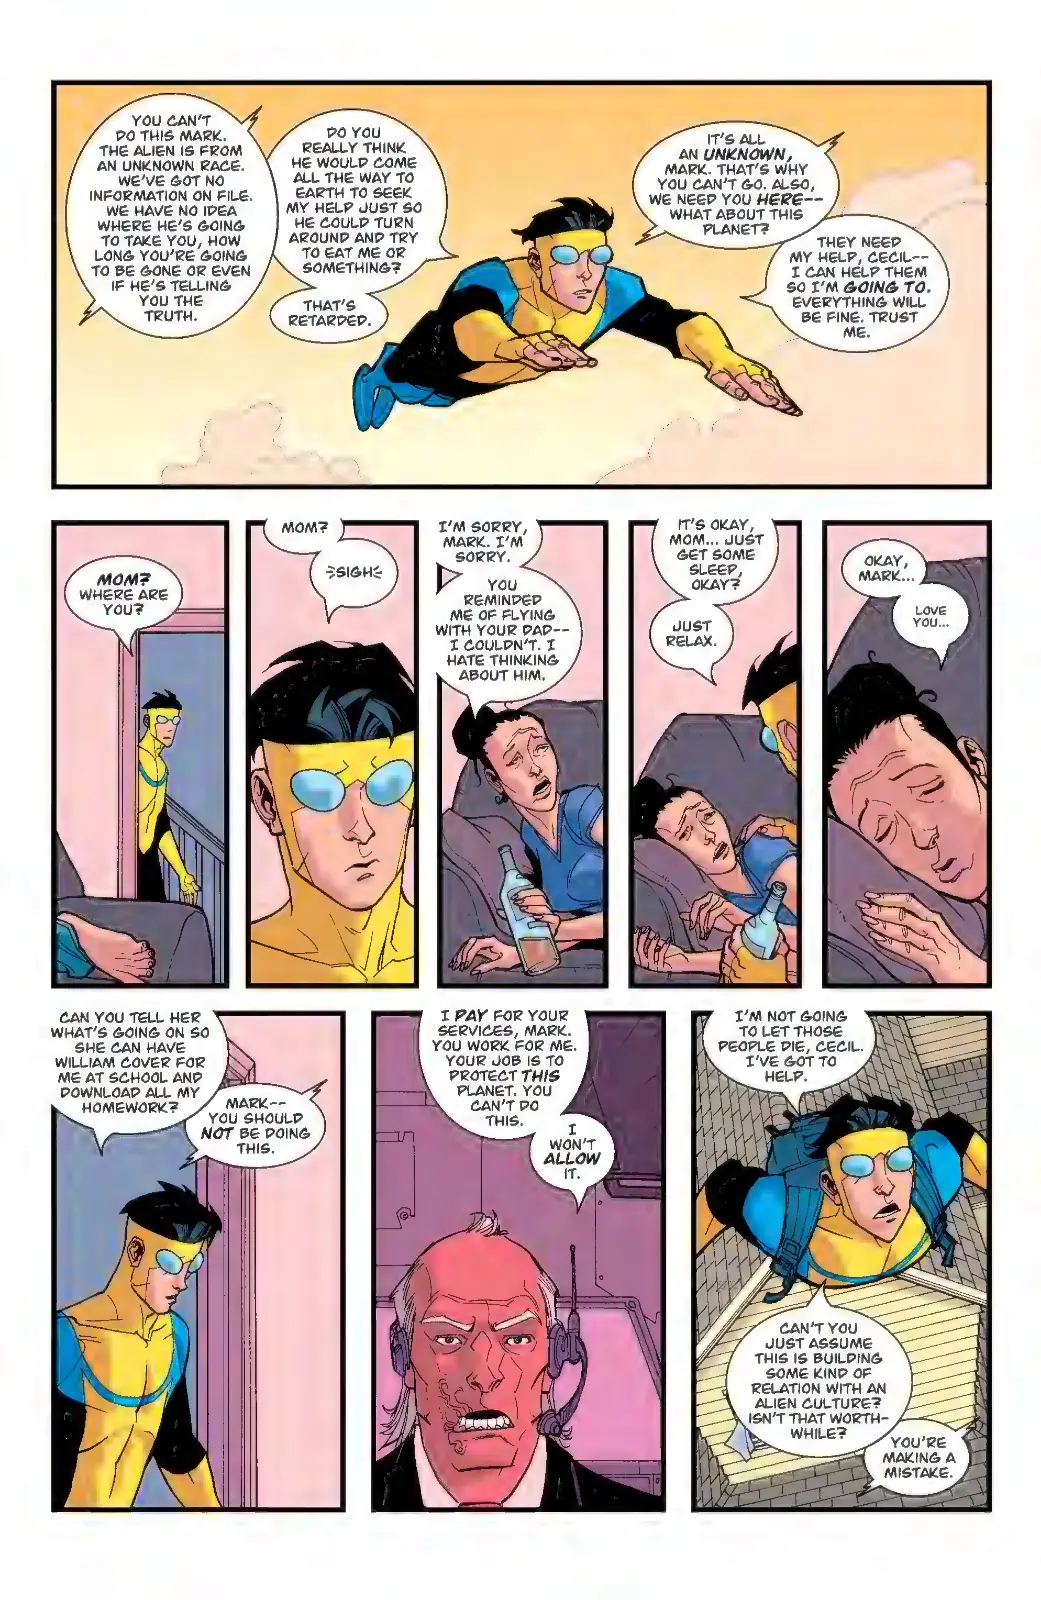 YOU CAN'T
DO THIS MARK.
THE ALIEN IS FROM
AN UNKNOWN RACE.
WE'VE GOT NO
INFORMATION ON FILE.
WE HAVE NO IDEA
WHERE HE'S GOING
TO TAKE YOU, HOW
LONG YOU'RE GOING
TO BE GONE OR EVEN
IF HE'S TELLING
YOU THE
TRUTH.
DO YOU
REALLY THINK
HE WOULD COME
ALL THE WAY TO
EARTH TO SEEK
MY HELP JUST SO
HE COULD TURN
AROUND AND TRY
TO EAT ME OR
SOMETHING?
THAT'S
RETARDED.
IT'S ALL
AN UNKNOWN,
MARK. THAT'S WHY
YOU CAN'T GO. ALSO,
WE NEED YOU HERE--
WHAT ABOUT THIS
PLANET?
THEY NEED
MY HELP, CECIL--
I CAN HELP THEM
SO I'M GOING TO.
EVERYTHING WILL
BE FINE. TRUST
ME.
MOM?
WHERE ARE
YOU?
MOM?
SIGH
I'M SORRY,
MARK. I'M
SORRY.
YOU
REMINDED
ME OF FLYING
WITH YOUR DAD--
I COULDN'T. I
HATE THINKING
ABOUT HIM.
IT'S OKAY,
MOM... JUST
GET SOME
SLEEP,
OKAY?
JUST
RELAX.
OKAY,
MARK...
LOVE
YOU...
CAN YOU TELL HER
WHAT'S GOING ON SO
SHE CAN HAVE
WILLIAM COVER FOR
ME AT SCHOOL AND
DOWNLOAD ALL MY
HOMEWORK?
MARK--
YOU SHOULD
NOT BE DOING
THIS.
I PAY FOR YOUR
SERVICES, MARK.
YOU WORK FOR ME.
YOUR JOB IS TO
PROTECT THIS
PLANET. YOU
CAN'T DO
THIS.
I
WON'T
ALLOW
IT.
I'M NOT GOING
TO LET THOSE
PEOPLE DIE, CECIL.
I'VE GOT TO
HELP.
CAN'T YOU
JUST ASSUME
THIS IS BUILDING
SOME KIND OF
RELATION WITH AN
ALIEN CULTURE?
ISN'T THAT WORTH-
WHILE?
YOU'RE
MAKING A
MISTAKE.